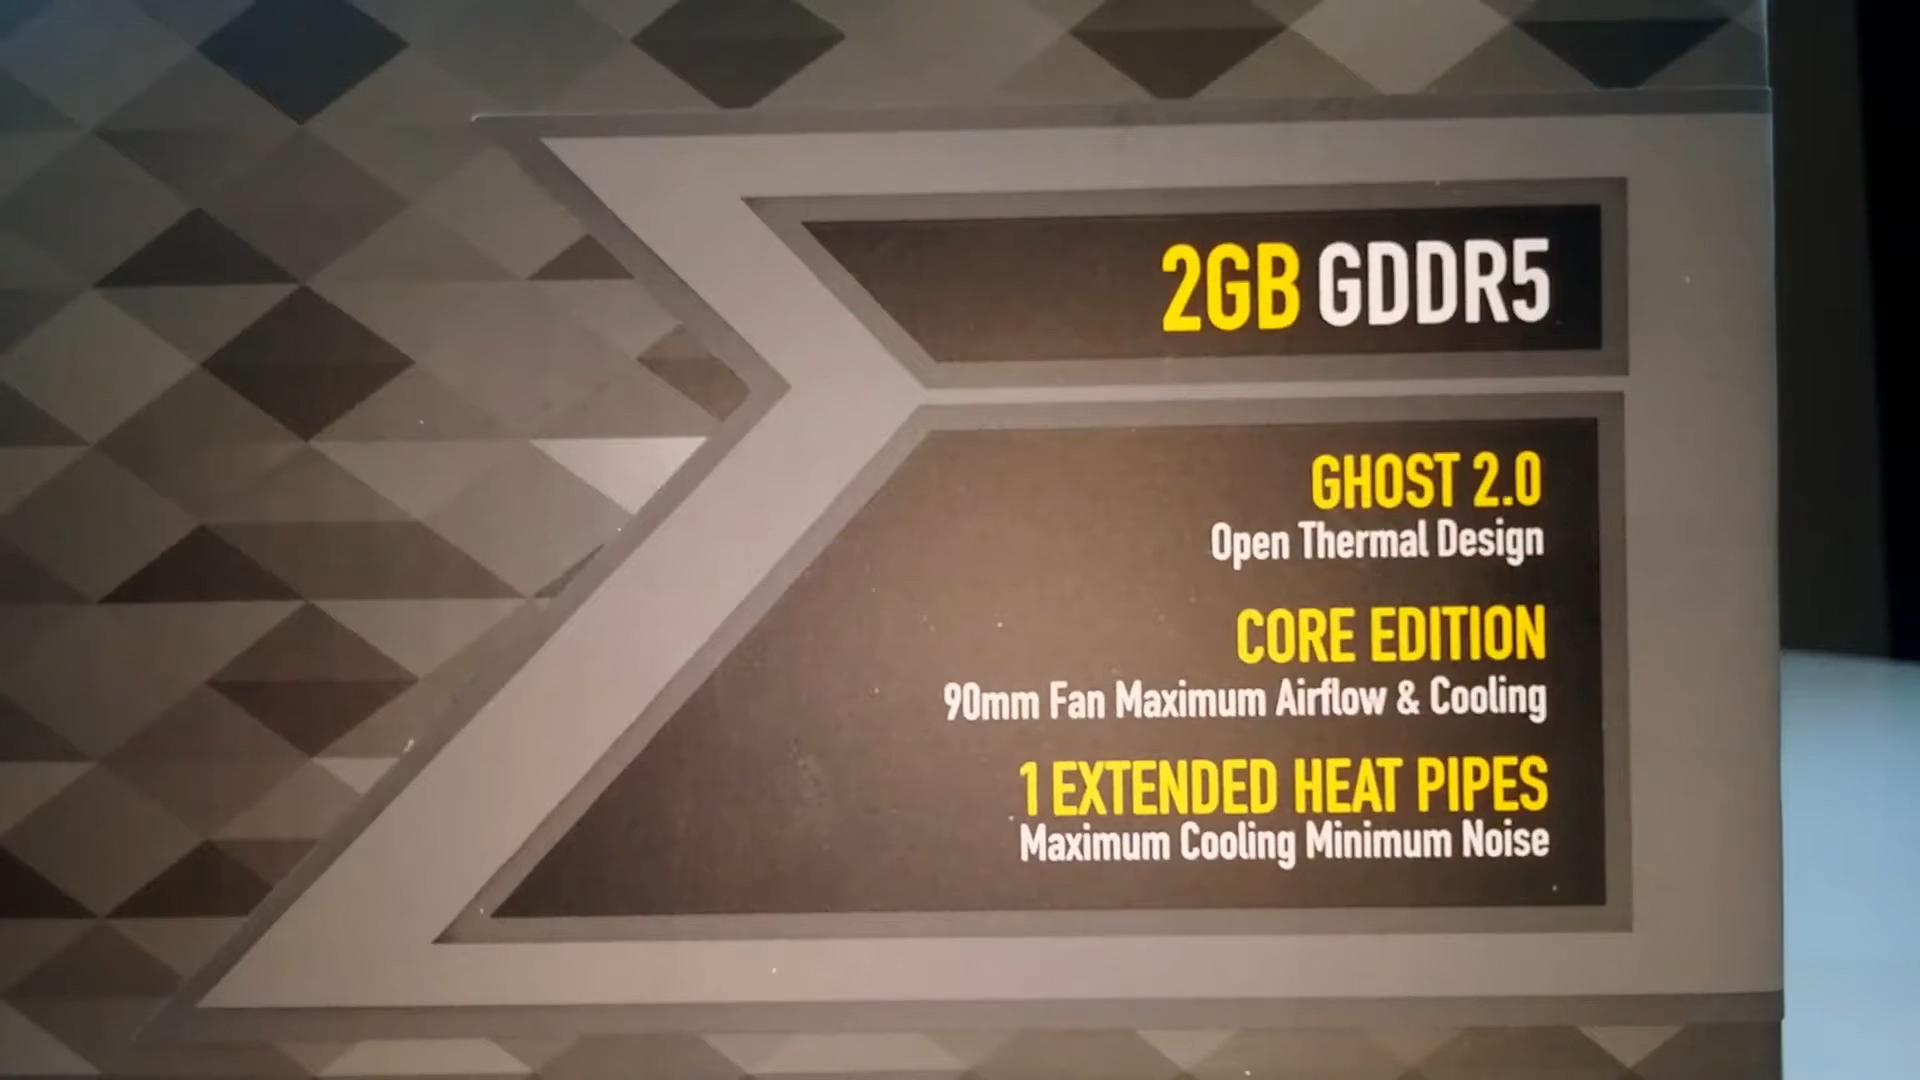 2GB GDDR5
GHOST 2.0
Open Thermal Design
CORE EDITION
90mm Fan Maximum Airflow & Cooling
1 EXTENDED HEAT PIPES
Maximum Cooling Minimum Noise